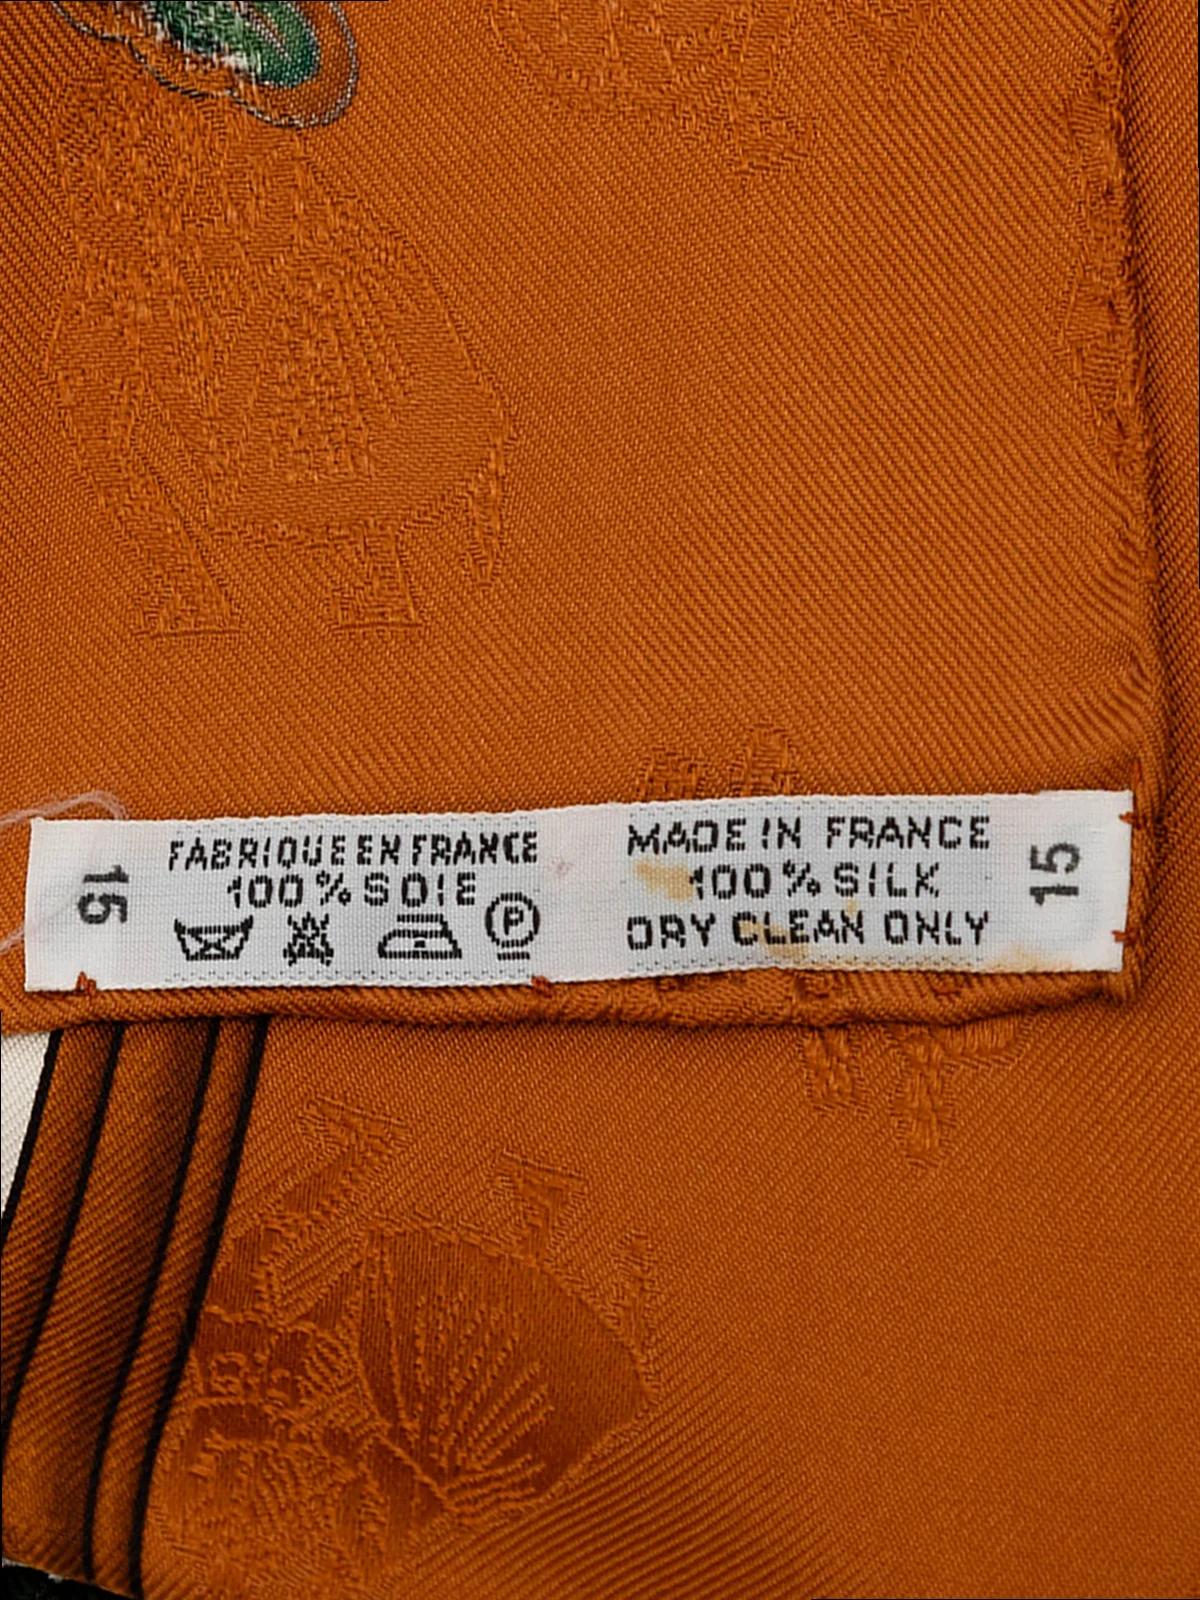 15
FABRIQUE EN FRANCE
100% SOIE
P
MADE IN FRANCE
100% SILK
DRY CLEAN ONLY
15